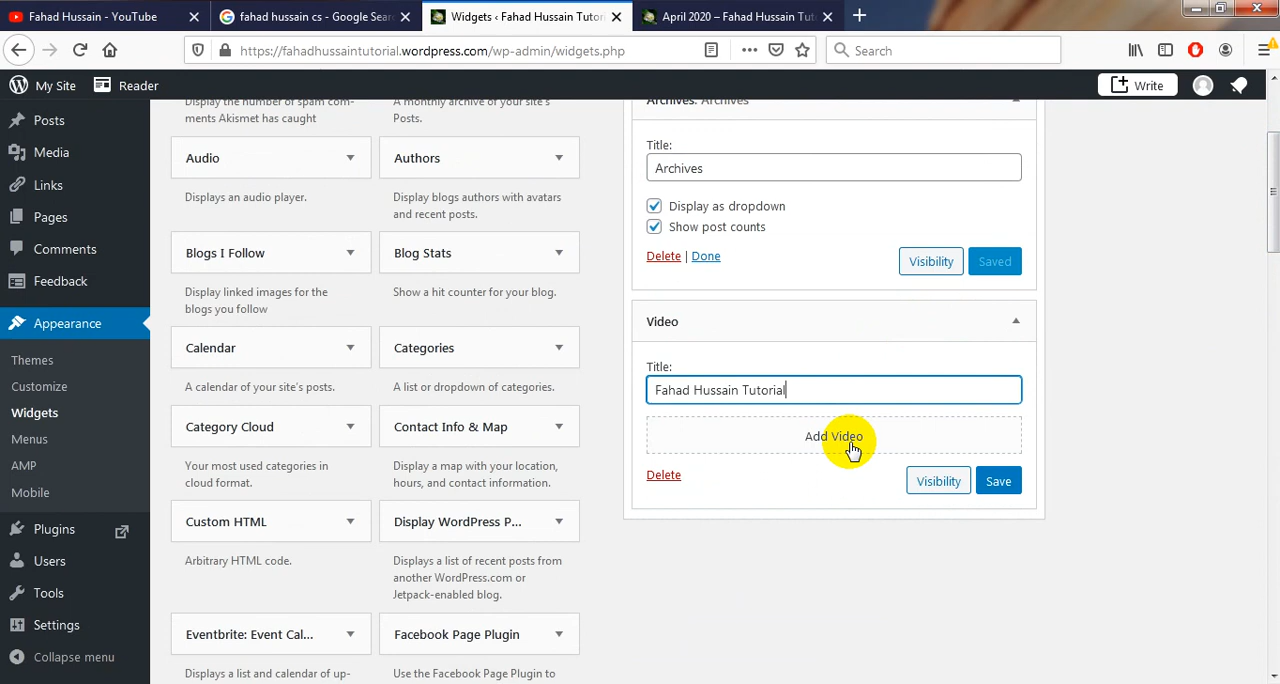 Fahad Hussain - YouTube
fahad hussain cs - Google Sear
Widgets ‹ Fahad Hussain Tutor
April 2020 – Fahad Hussain Tut
https://fahadhussaintutorial.wordpress.com/wp-admin/widgets.php
Search
My Site
Reader
Write
Posts
Media
Links
Pages
Comments
Feedback
Appearance
Themes
Customize
Widgets
Menus
AMP
Mobile
Plugins
Users
Tools
Settings
Collapse menu
Display the number of spam com-
ments Akismet has caught
A monthly archive of your site's
Posts.
Audio
Authors
Displays an audio player.
Display blogs authors with avatars
and recent posts.
Blogs I Follow
Blog Stats
Display linked images for the
blogs you follow
Show a hit counter for your blog.
Calendar
Categories
A calendar of your site's posts.
A list or dropdown of categories.
Category Cloud
Contact Info & Map
Your most used categories in
cloud format.
Display a map with your location,
hours, and contact information.
Custom HTML
Display WordPress P...
Arbitrary HTML code.
Displays a list of recent posts from
another WordPress.com or
Jetpack-enabled blog.
Eventbrite: Event Cal...
Facebook Page Plugin
Displays a list and calendar of up-
Use the Facebook Page Plugin to
Archives: Archives
Title:
Archives
Display as dropdown
Show post counts
Delete | Done
Visibility
Saved
Video
Title:
Fahad Hussain Tutorial
Add Video
Delete
Visibility
Save